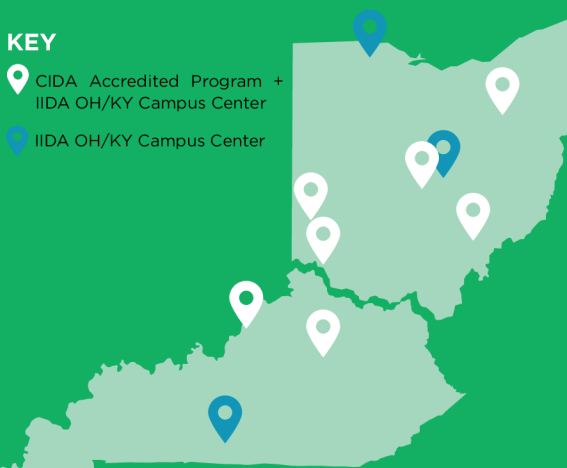 KEY
CIDA Accredited Program +
IIDA OH/KY Campus Center
IIDA OH/KY Campus Center